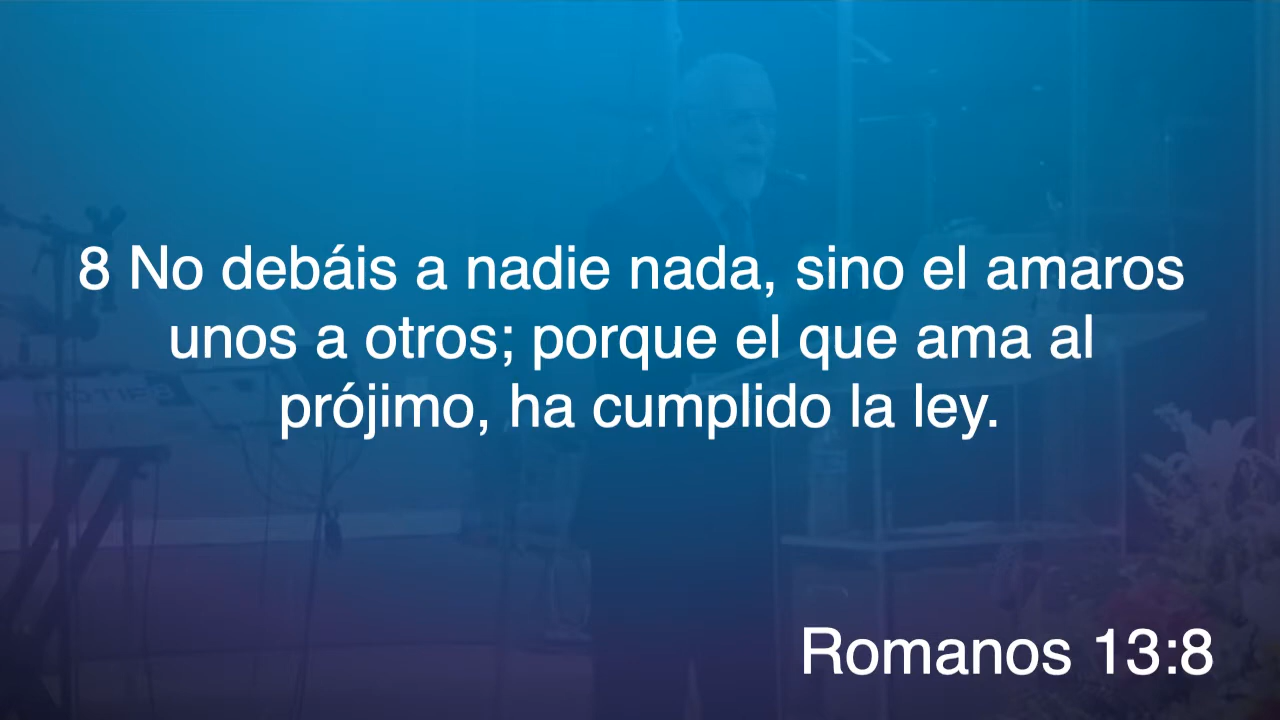 8 No debáis a nadie nada, sino el amaros
unos a otros; porque el que ama al
prójimo, ha cumplido la ley.
Romanos 13:8